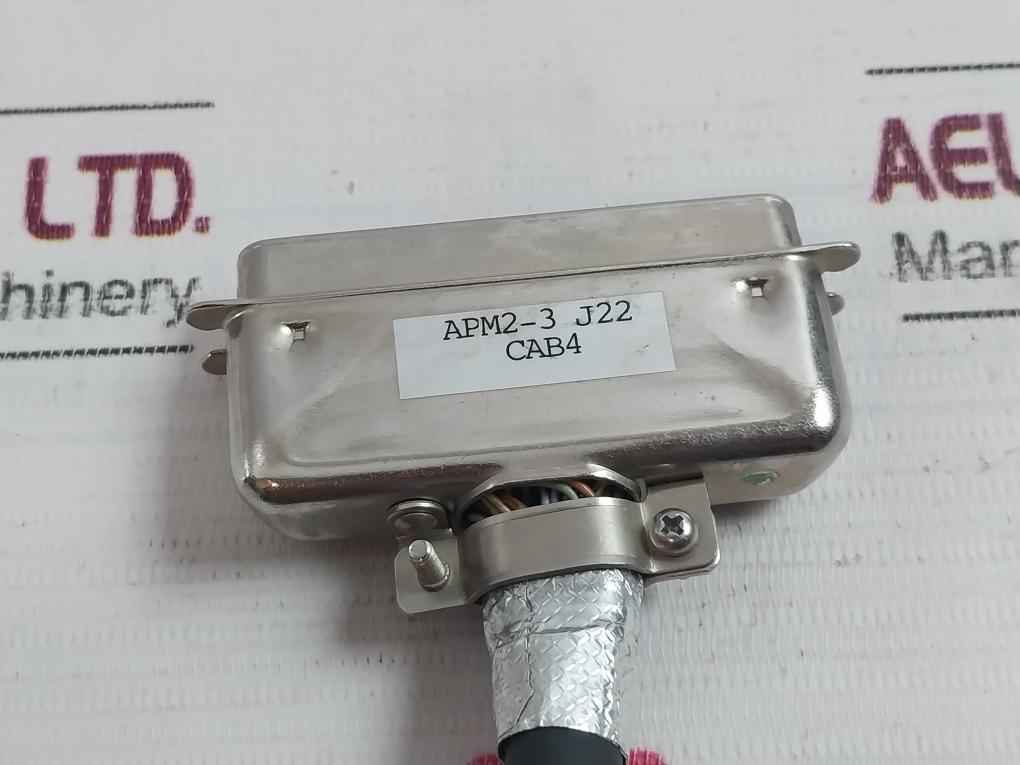 LTD.
hinery
AEL
Mar
APM2-3 J22
CAB4